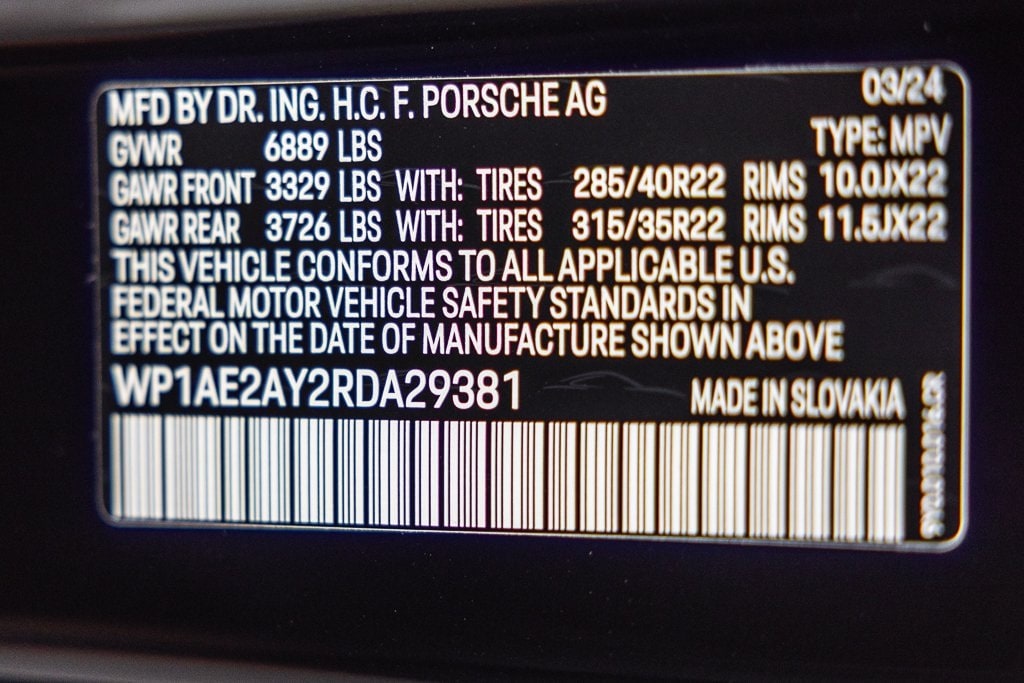 MFD BY DR. ING. H.C. F. PORSCHE AG 03/24
GVWR 6889 LBS TYPE: MPV
GAWR FRONT 3329 LBS WITH: TIRES 285/40R22 RIMS 10.0JX22
GAWR REAR 3726 LBS WITH: TIRES 315/35R22 RIMS 11.5JX22
THIS VEHICLE CONFORMS TO ALL APPLICABLE U.S.
FEDERAL MOTOR VEHICLE SAFETY STANDARDS IN
EFFECT ON THE DATE OF MANUFACTURE SHOWN ABOVE
WP1AE2AY2RDA29381 MADE IN SLOVAKIA